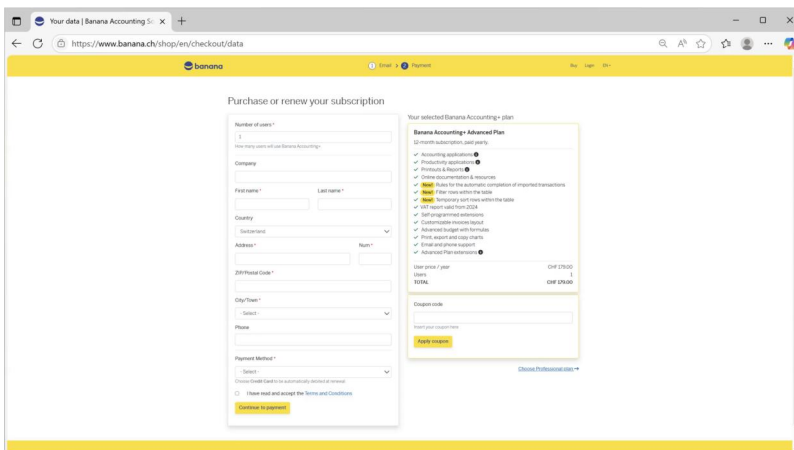 Your data | Banana Accounting So
https://www.banana.ch/shop/en/checkout/data
banana
1 Email > 2 Payment
Buy Login EN
Purchase or renew your subscription
Number of users *
1
How many users will use Banana Accounting+
Company
First name * Last name *
Country
Switzerland
Address * Num *
ZIP/Postal Code *
City/Town *
- Select -
Phone
Payment Method *
- Select -
Choose Credit Card to be automatically debited at renewal
I have read and accept the Terms and Conditions
Continue to payment
Your selected Banana Accounting+ plan
Banana Accounting+ Advanced Plan
12-month subscription, paid yearly.
Accounting applications
Productivity applications
Printouts & Reports
Online documentation & resources
New! Rules for the automatic completion of imported transactions
New! Filter rows within the table
New! Temporary sort rows within the table
VAT report valid from 2024
Self-programmed extensions
Customizable invoices layout
Advanced budget with formulas
Print, export and copy charts
Email and phone support
Advanced Plan extensions
User price / year CHF 179.00
Users 1
TOTAL CHF 179.00
Coupon code
Insert your coupon here
Apply coupon
Choose Professional plan